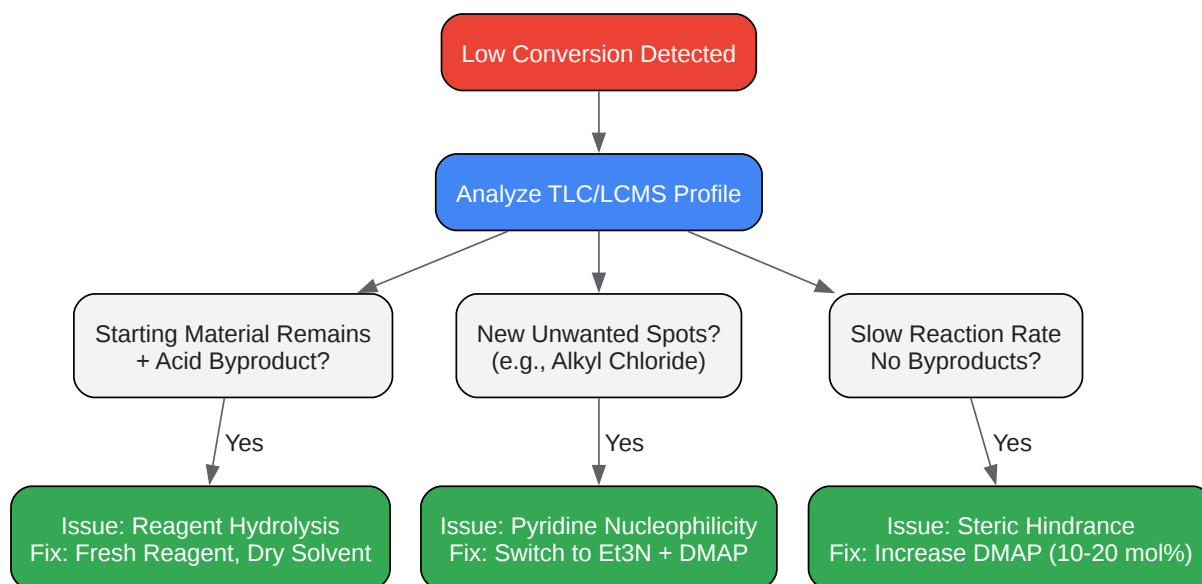 Low Conversion Detected
Analyze TLC/LCMS Profile
Starting Material Remains
+ Acid Byproduct?
New Unwanted Spots?
(e.g., Alkyl Chloride)
Slow Reaction Rate
No Byproducts?
Yes
Yes
Yes
Issue: Reagent Hydrolysis
Fix: Fresh Reagent, Dry Solvent
Issue: Pyridine Nucleophilicity
Fix: Switch to Et3N + DMAP
Issue: Steric Hindrance
Fix: Increase DMAP (10-20 mol%)